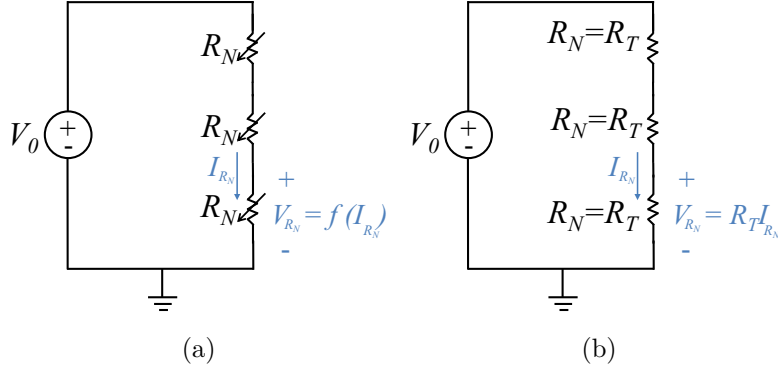 R_N
R_N
V_0
+
-
I_{R_N}
R_N
+
V_{R_N} = f(I_{R_N})
-
(a)
R_N=R_T
R_N=R_T
V_0
+
-
I_{R_N}
R_N=R_T
+
V_{R_N} = R_T I_{R_N}
-
(b)